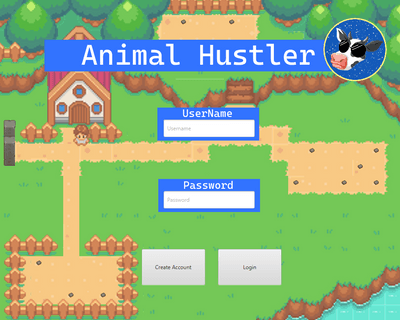 Animal Hustler
UserName
Username
Password
Password
Create Account
Login